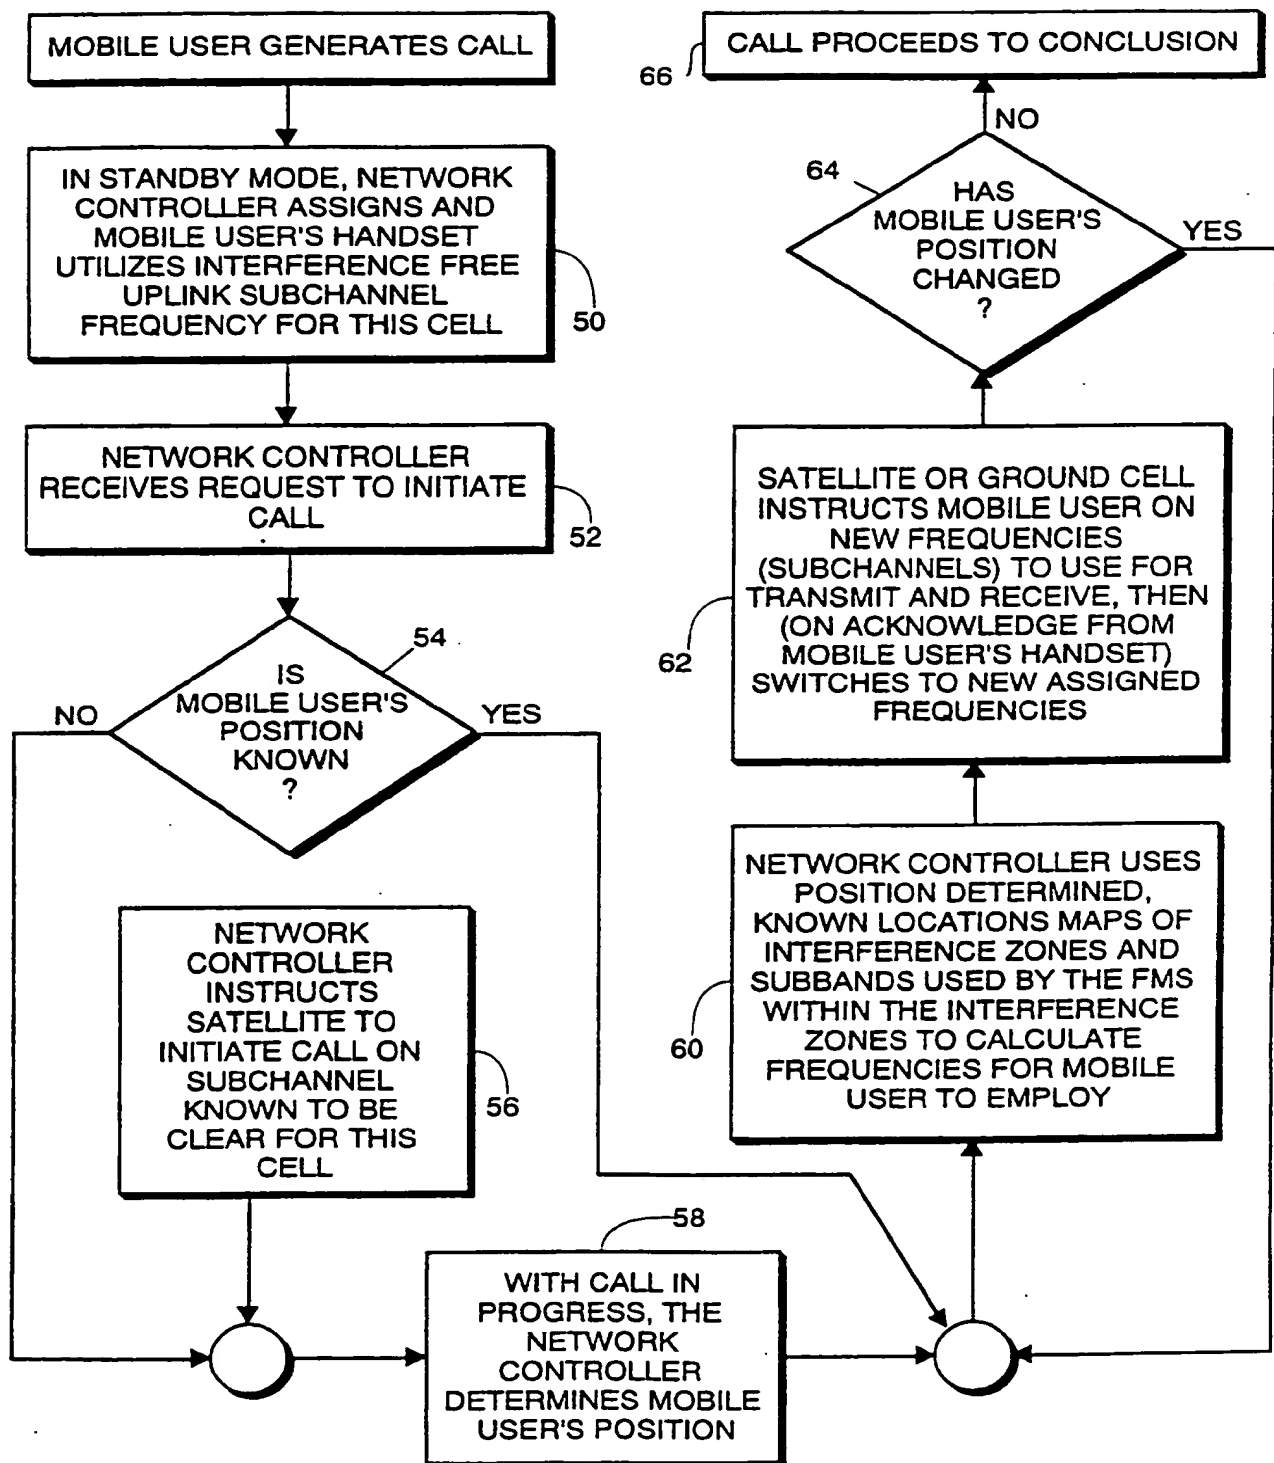 MOBILE USER GENERATES CALL
IN STANDBY MODE, NETWORK
CONTROLLER ASSIGNS AND
MOBILE USER'S HANDSET
UTILIZES INTERFERENCE FREE
UPLINK SUBCHANNEL
FREQUENCY FOR THIS CELL
50
NETWORK CONTROLLER
RECEIVES REQUEST TO INITIATE
CALL
52
54
IS
MOBILE USER'S
POSITION
KNOWN
?
NO
YES
NETWORK
CONTROLLER
INSTRUCTS
SATELLITE TO
INITIATE CALL ON
SUBCHANNEL
KNOWN TO BE
CLEAR FOR THIS
CELL
56
58
WITH CALL IN
PROGRESS, THE
NETWORK
CONTROLLER
DETERMINES MOBILE
USER'S POSITION
NETWORK CONTROLLER USES
POSITION DETERMINED,
KNOWN LOCATIONS MAPS OF
INTERFERENCE ZONES AND
SUBBANDS USED BY THE FMS
WITHIN THE INTERFERENCE
ZONES TO CALCULATE
FREQUENCIES FOR MOBILE
USER TO EMPLOY
60
SATELLITE OR GROUND CELL
INSTRUCTS MOBILE USER ON
NEW FREQUENCIES
(SUBCHANNELS) TO USE FOR
TRANSMIT AND RECEIVE, THEN
(ON ACKNOWLEDGE FROM
MOBILE USER'S HANDSET)
SWITCHES TO NEW ASSIGNED
FREQUENCIES
62
64
HAS
MOBILE USER'S
POSITION
CHANGED
?
YES
NO
CALL PROCEEDS TO CONCLUSION
66